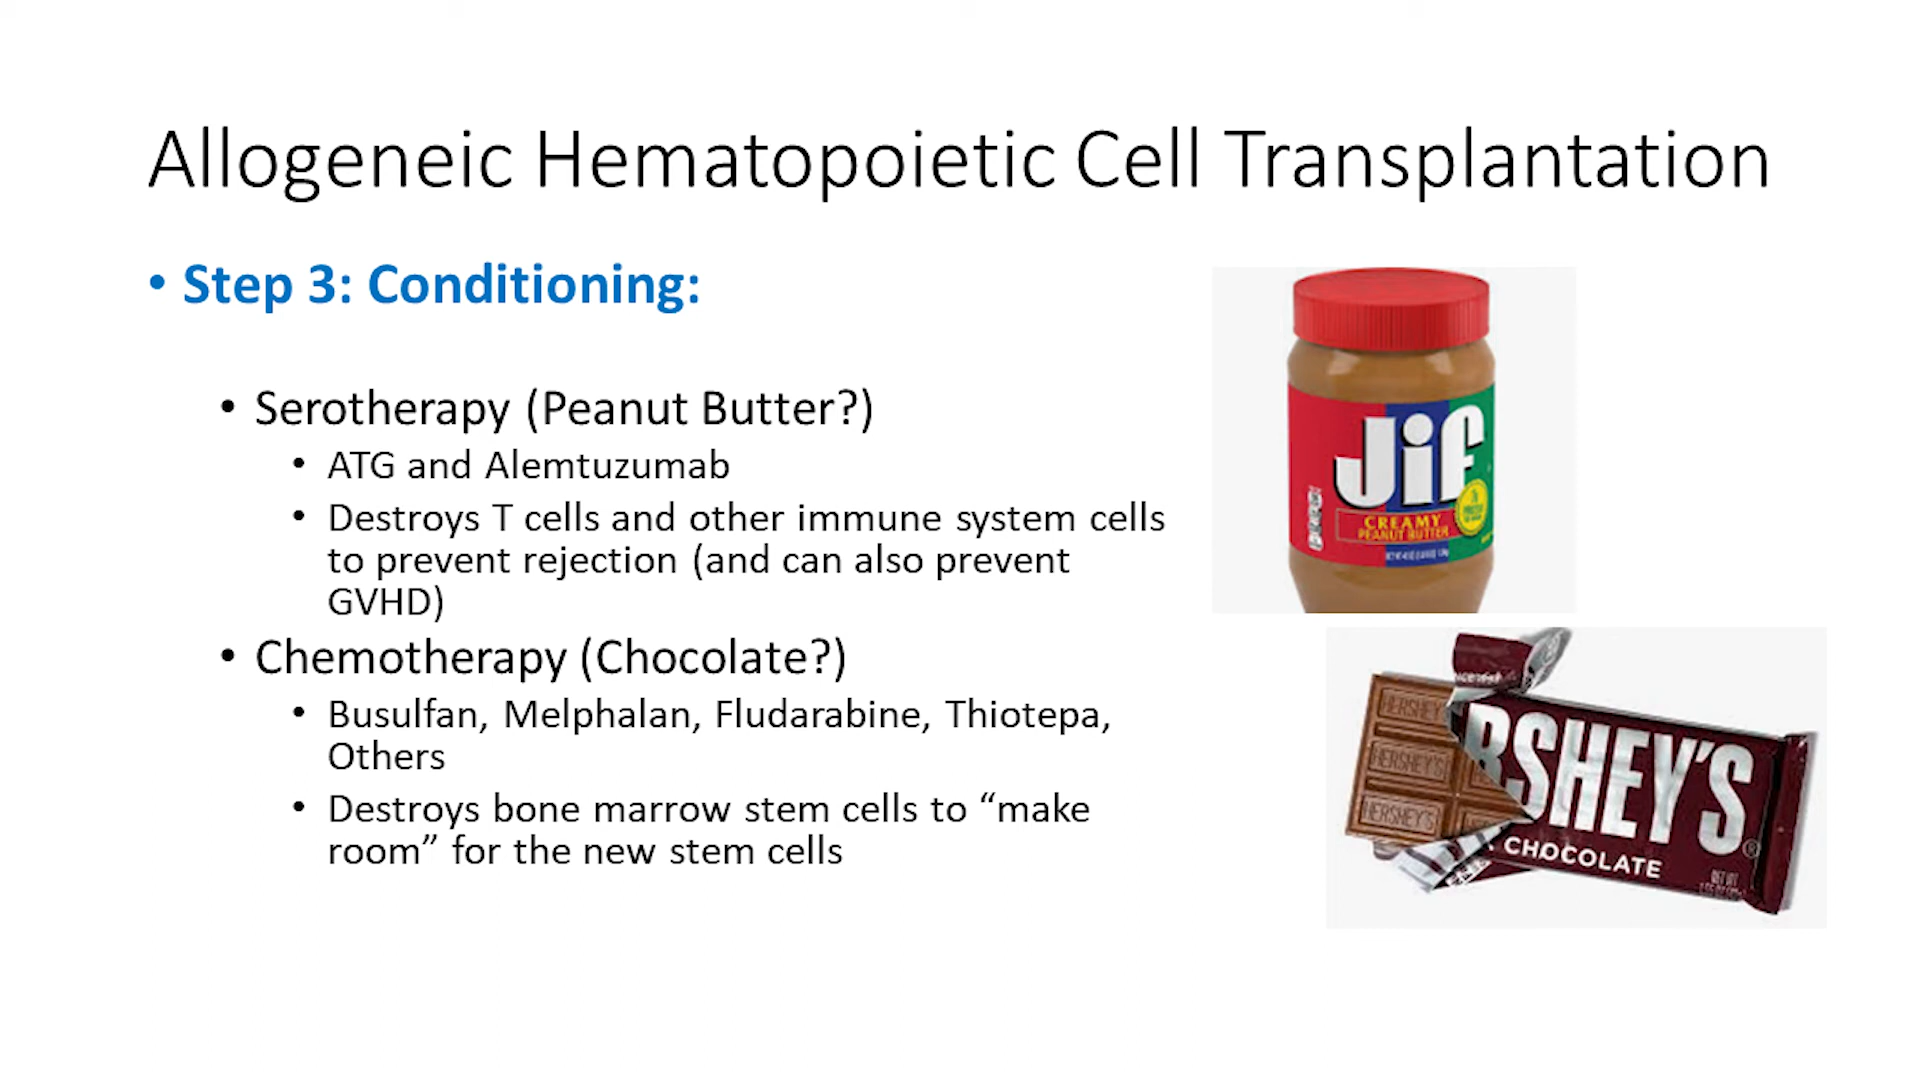 Allogeneic Hematopoietic Cell Transplantation
• Step 3: Conditioning:
• Serotherapy (Peanut Butter?)
• ATG and Alemtuzumab
• Destroys T cells and other immune system cells
to prevent rejection (and can also prevent
GVHD)
• Chemotherapy (Chocolate?)
• Busulfan, Melphalan, Fludarabine, Thiotepa,
Others
• Destroys bone marrow stem cells to “make
room” for the new stem cells
Jif
CREAMY
PEANUT BUTTER
HERSHEY'S
HERSHEY'S
HERSHEY'S
RSHEY'S
CHOCOLATE